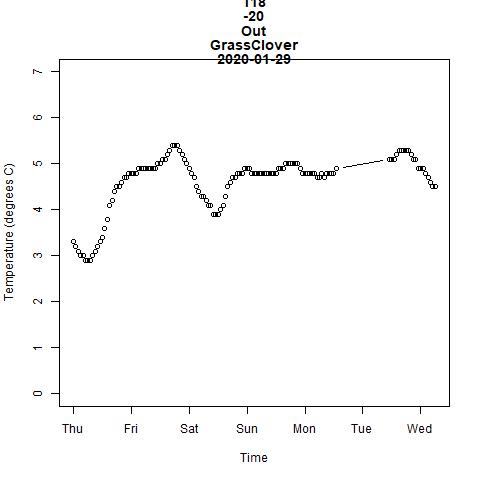 T18
-20
Out
GrassClover
2020-01-29
7
6
5
4
3
2
1
0
Temperature (degrees C)
Thu Fri Sat Sun Mon Tue Wed
Time